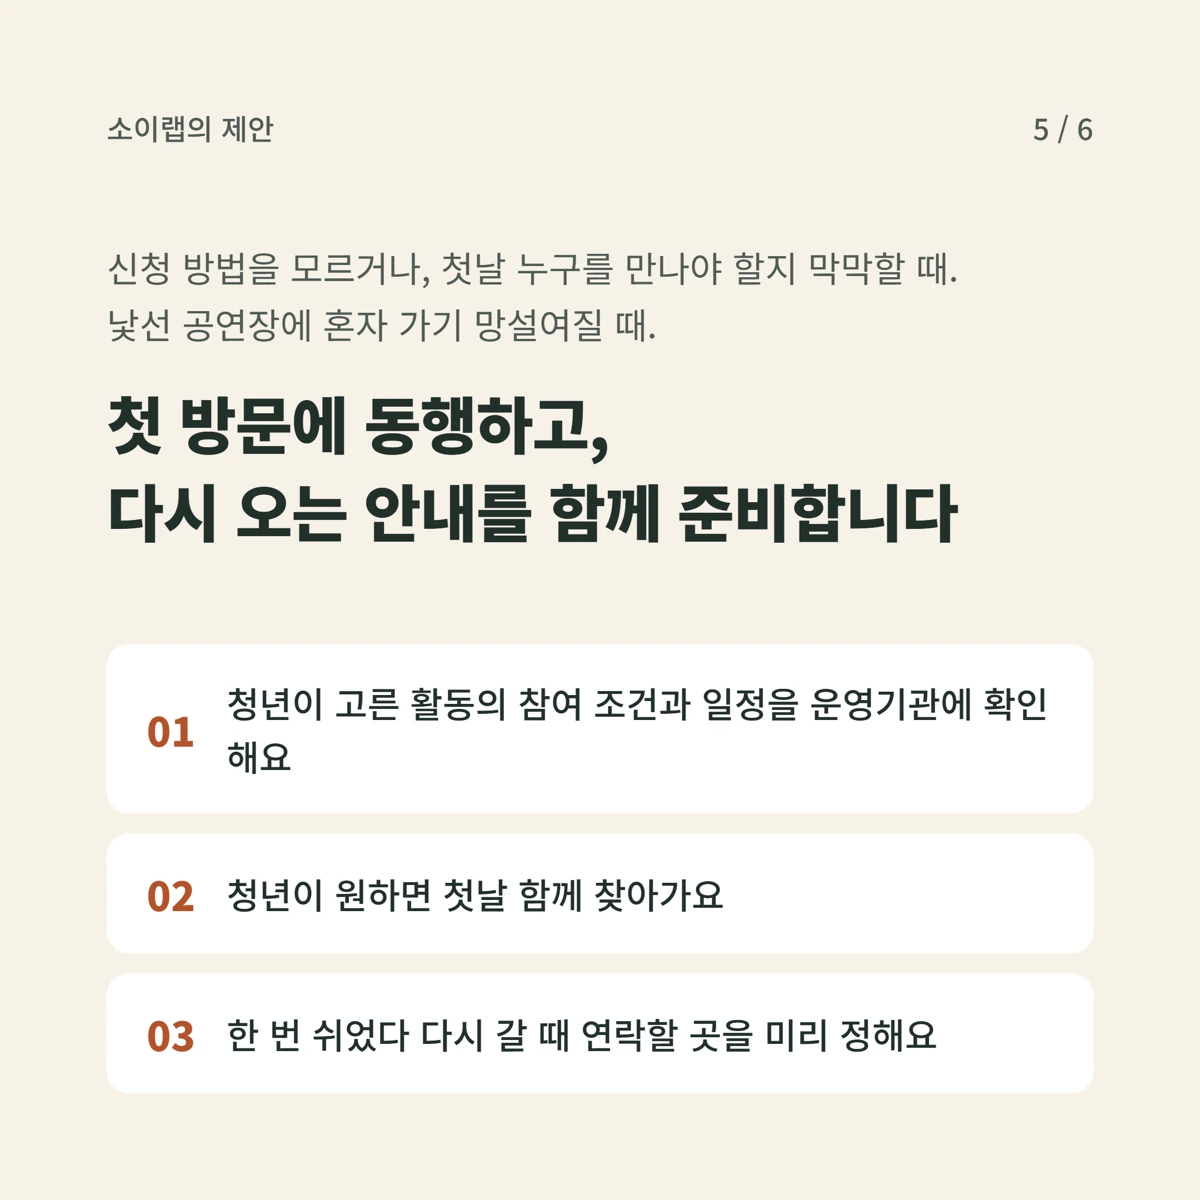 소이랩의 제안
5 / 6
신청 방법을 모르거나, 첫날 누구를 만나야 할지 막막할 때.
낯선 공연장에 혼자 가기 망설여질 때.
첫 방문에 동행하고,
다시 오는 안내를 함께 준비합니다
01
청년이 고른 활동의 참여 조건과 일정을 운영기관에 확인
해요
02
청년이 원하면 첫날 함께 찾아가요
03
한 번 쉬었다 다시 갈 때 연락할 곳을 미리 정해요